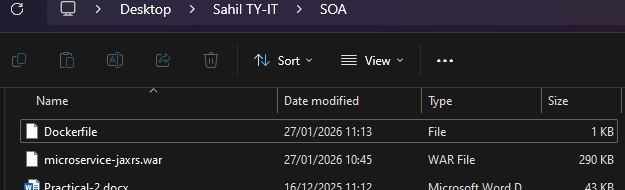 Desktop > Sahil TY-IT > SOA
Sort View
Name Date modified Type Size
Dockerfile 27/01/2026 11:13 File 1 KB
microservice-jaxrs.war 27/01/2026 10:45 WAR File 290 KB
Practical-2.docx 16/12/2025 11:12 Microsoft Word D... 43 KB